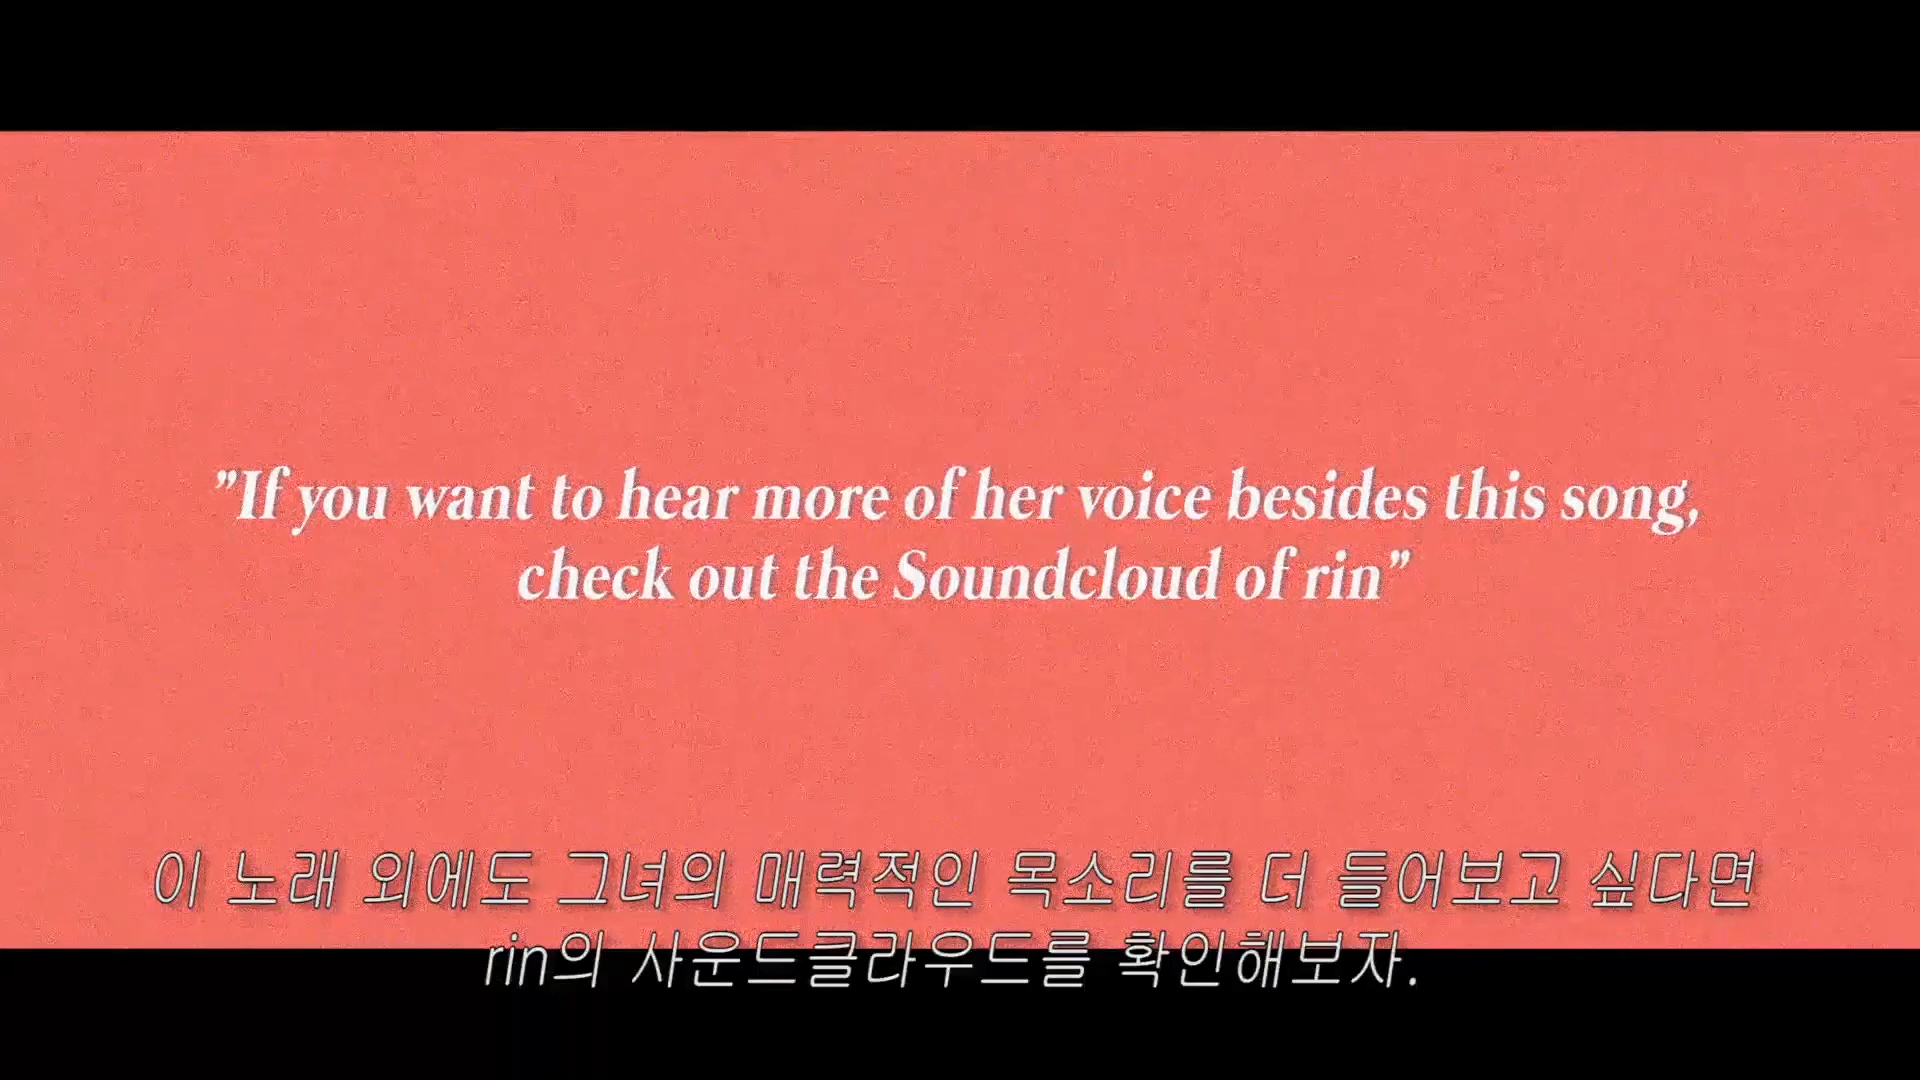 ”If you want to hear more of her voice besides this song,
check out the Soundcloud of rin”
이 노래 외에도 그녀의 매력적인 목소리를 더 들어보고 싶다면
rin의 사운드클라우드를 확인해보자.